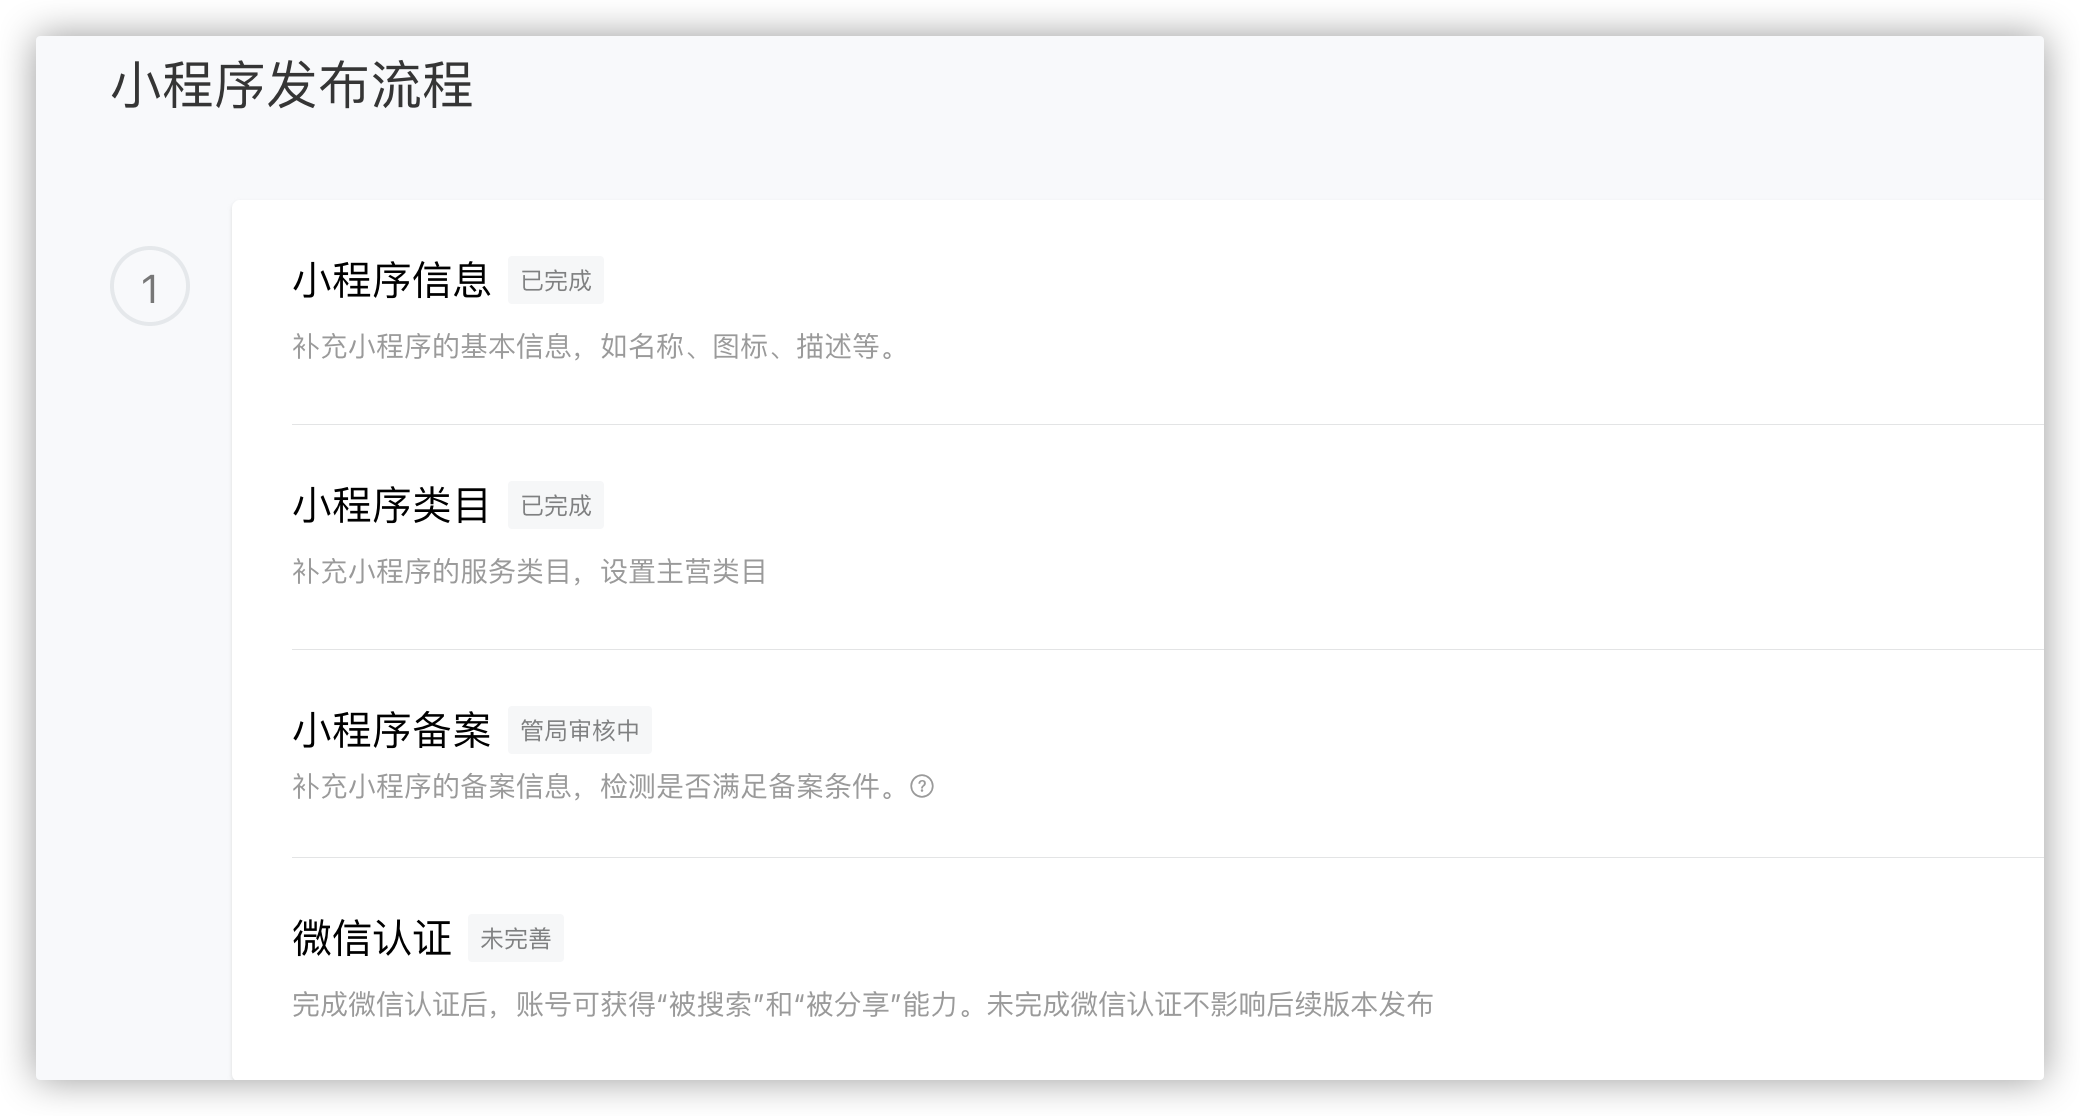 小程序发布流程
1
小程序信息 已完成
补充小程序的基本信息，如名称、图标、描述等。
小程序类目 已完成
补充小程序的服务类目，设置主营类目
小程序备案 管局审核中
补充小程序的备案信息，检测是否满足备案条件。?
微信认证 未完善
完成微信认证后，账号可获得“被搜索”和“被分享”能力。未完成微信认证不影响后续版本发布